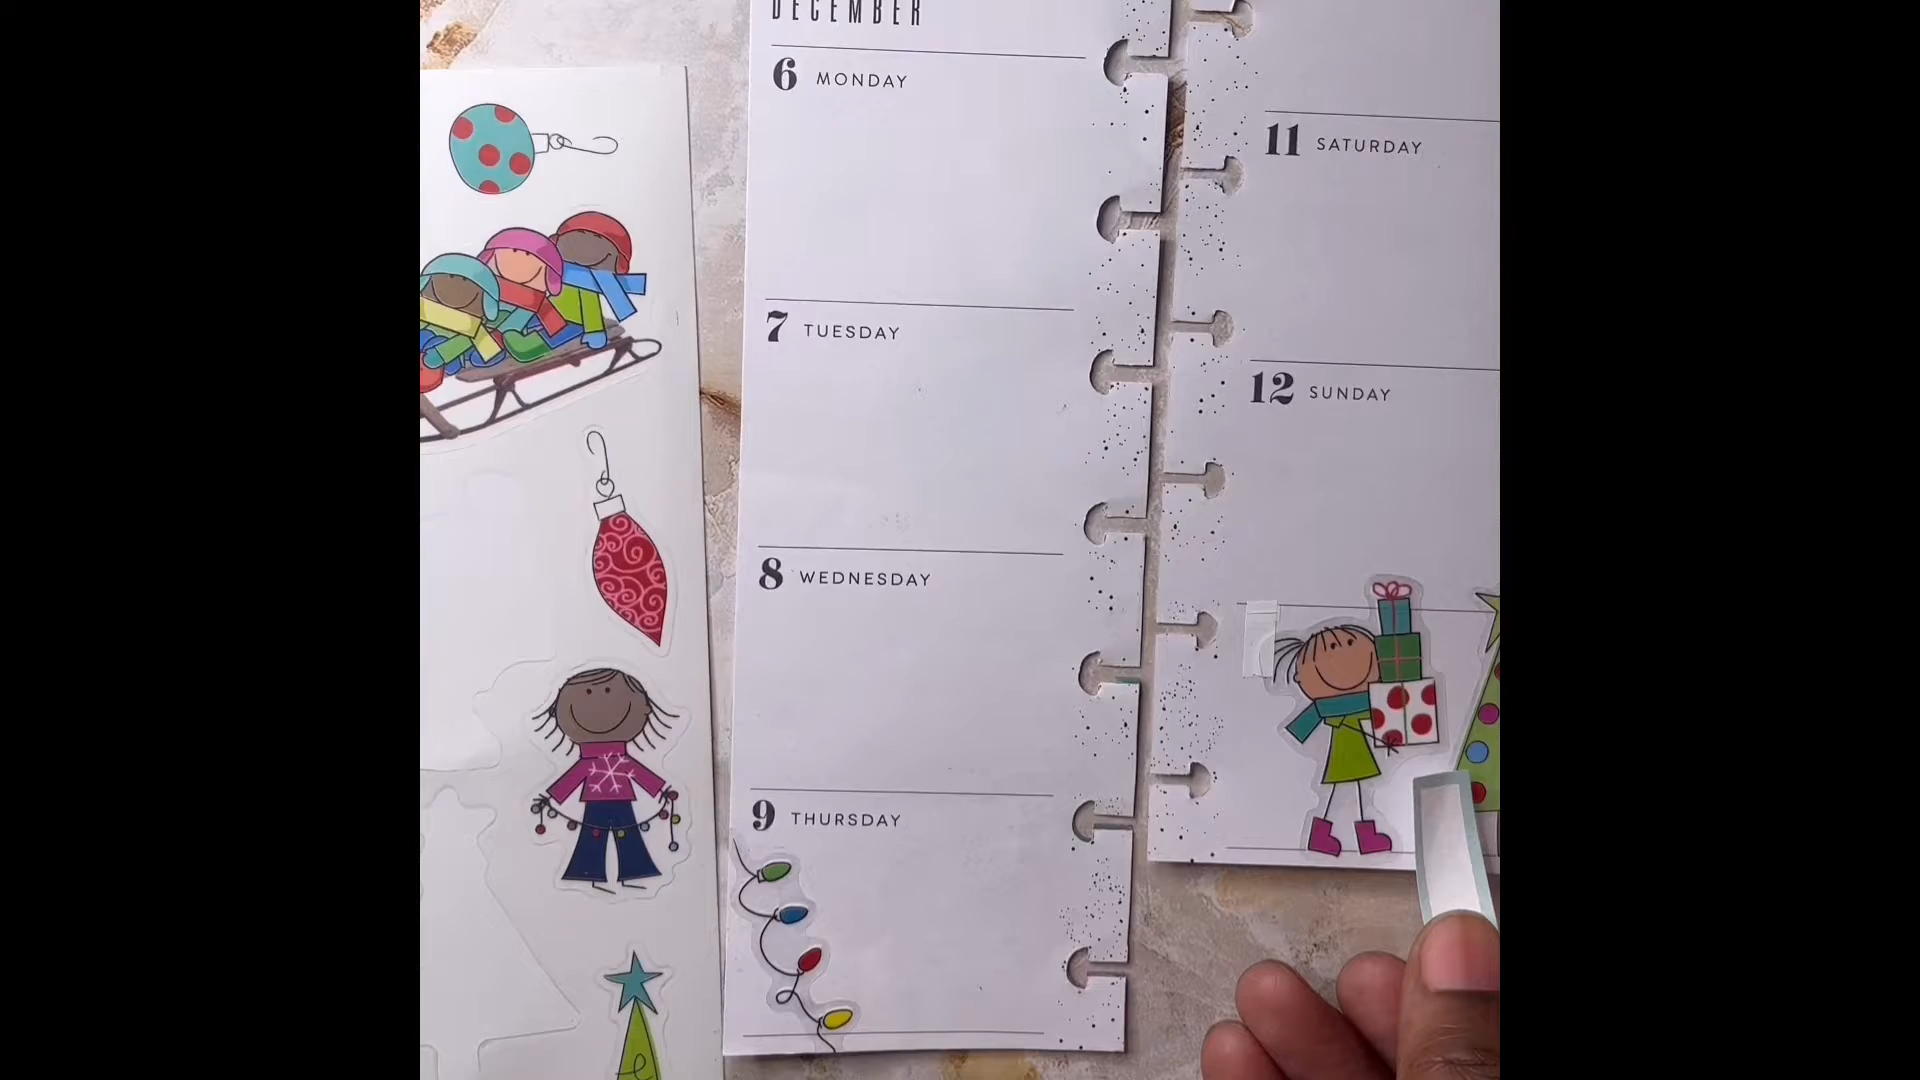 DECEMBER
6 MONDAY
7 TUESDAY
8 WEDNESDAY
9 THURSDAY
11 SATURDAY
12 SUNDAY